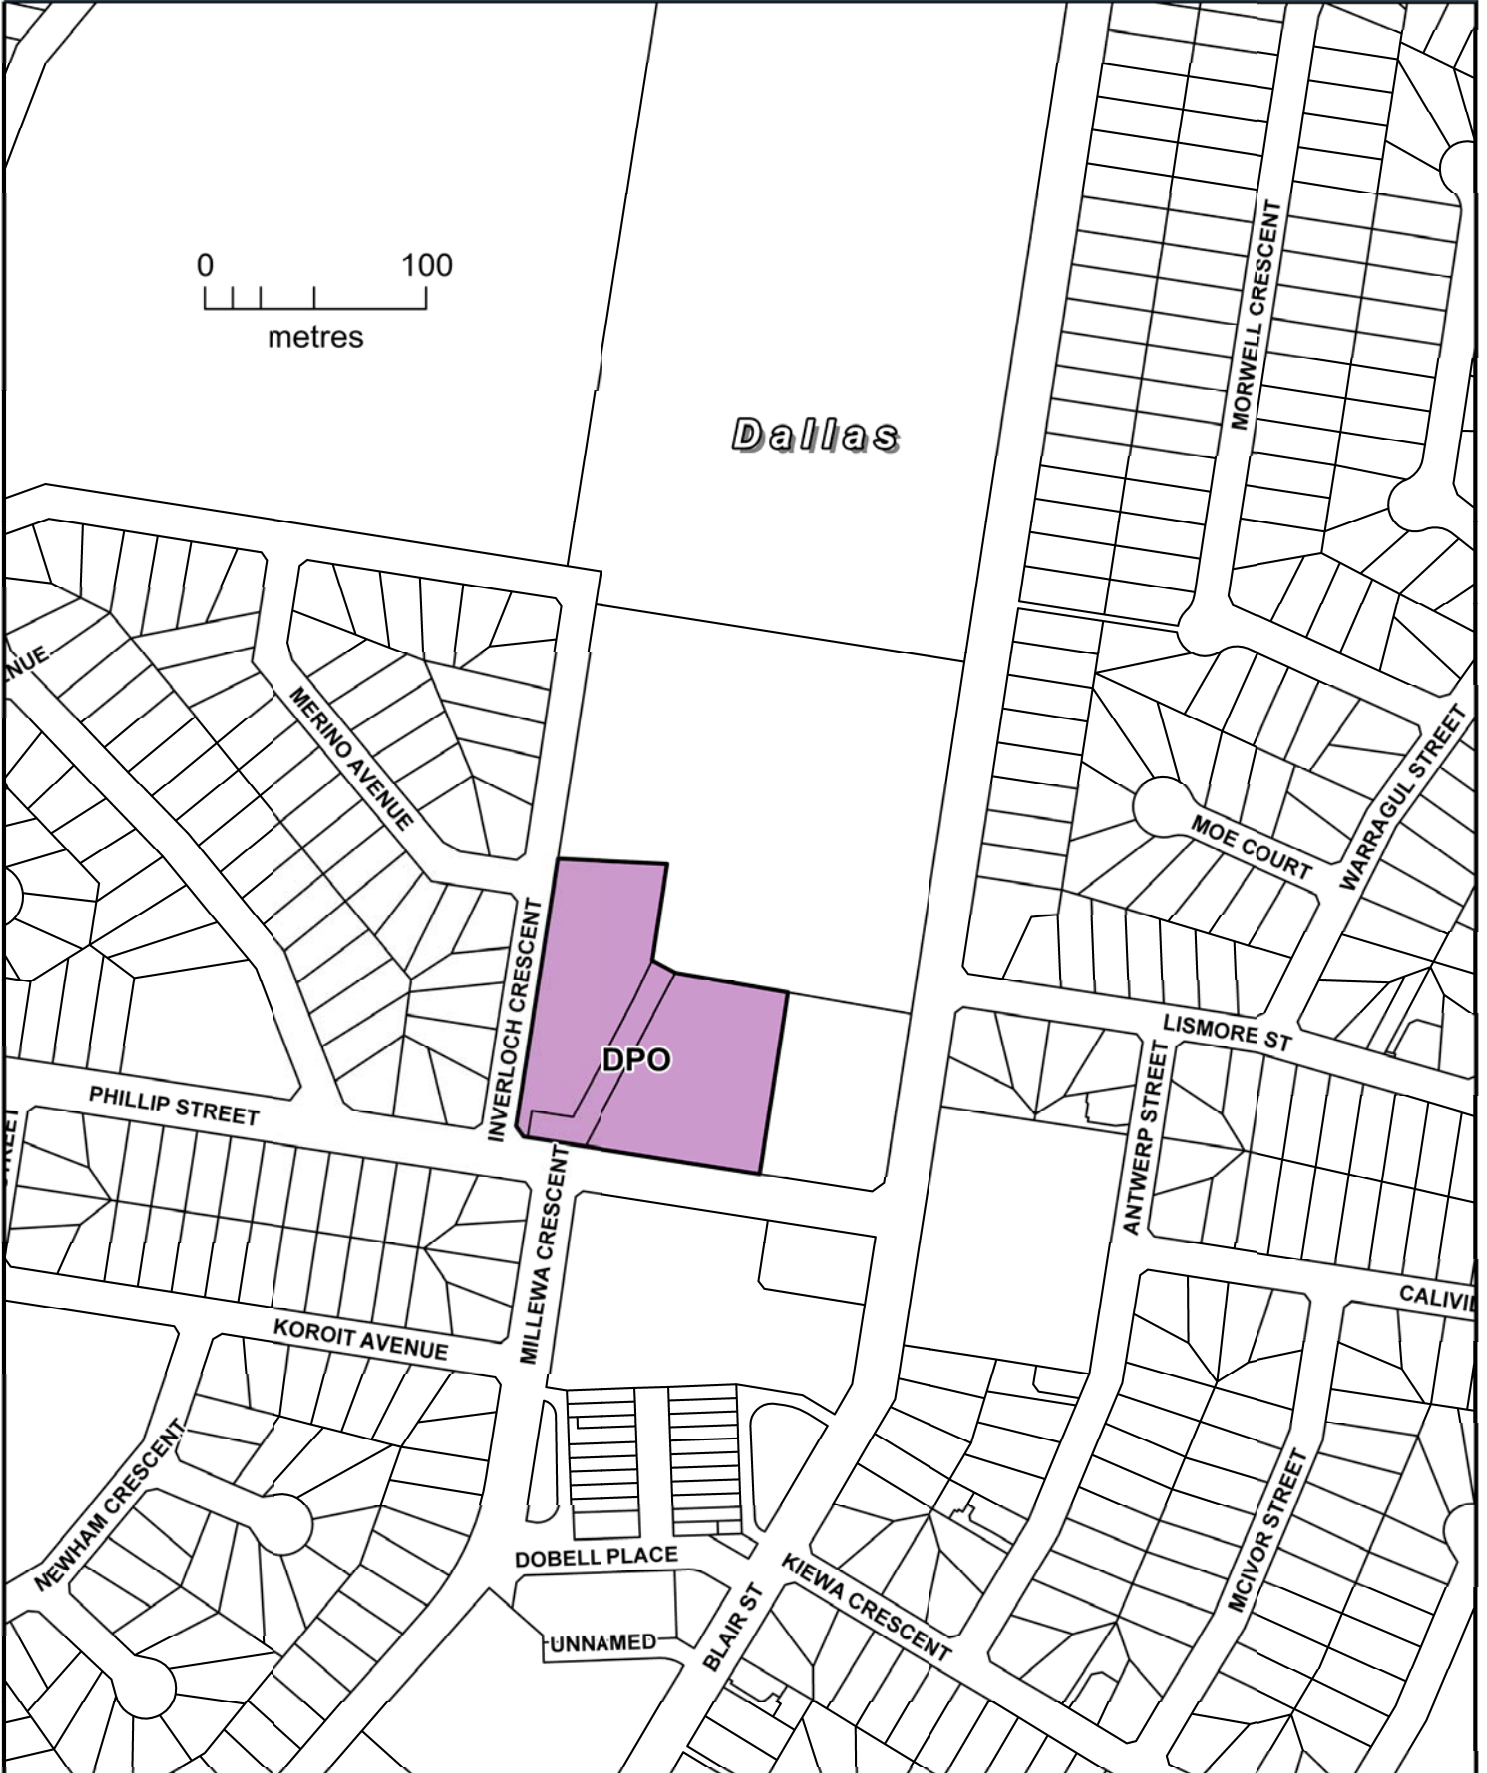 0 100
metres
MORWELL CRESCENT
Dallas
MERINO AVENUE
WARRAGUL STREET
MOE COURT
INVERLOCH CRESCENT
LISMORE ST
DPO
PHILLIP STREET
ANTWERP STREET
MILLEWA CRESCENT
KOROIT AVENUE
NEWHAM CRESCENT
MCIVOR STREET
DOBELL PLACE
KIEWA CRESCENT
BLAIR ST
UNNAMED